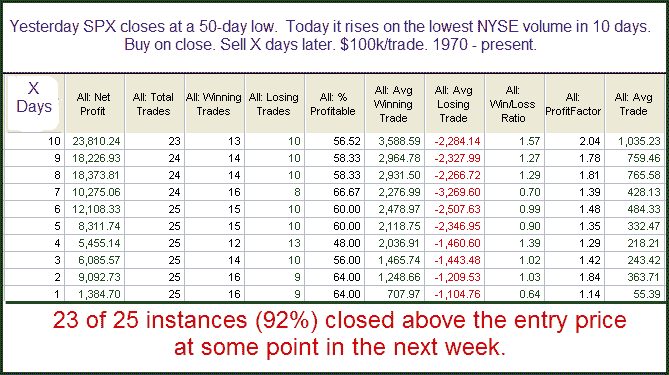 Yesterday SPX closes at a 50-day low. Today it rises on the lowest NYSE volume in 10 days.
Buy on close. Sell X days later. $100k/trade. 1970 - present.
X Days All: Net Profit All: Total Trades All: Winning Trades All: Losing Trades All: % Profitable All: Avg Winning Trade All: Avg Losing Trade All: Win/Loss Ratio All: ProfitFactor All: Avg Trade
10 23,810.24 23 13 10 56.52 3,588.59 -2,284.14 1.57 2.04 1,035.23
9 18,226.93 24 14 10 58.33 2,964.78 -2,327.99 1.27 1.78 759.46
8 18,373.81 24 14 10 58.33 2,931.50 -2,266.72 1.29 1.81 765.58
7 10,275.06 24 16 8 66.67 2,276.99 -3,269.60 0.70 1.39 428.13
6 12,108.33 25 15 10 60.00 2,478.97 -2,507.63 0.99 1.48 484.33
5 8,311.74 25 15 10 60.00 2,118.75 -2,346.95 0.90 1.35 332.47
4 5,455.14 25 12 13 48.00 2,036.91 -1,460.60 1.39 1.29 218.21
3 6,085.57 25 14 10 56.00 1,465.74 -1,443.48 1.02 1.42 243.42
2 9,092.73 25 16 9 64.00 1,248.66 -1,209.53 1.03 1.84 363.71
1 1,384.70 25 16 9 64.00 707.97 -1,104.76 0.64 1.14 55.39
23 of 25 instances (92%) closed above the entry price
at some point in the next week.